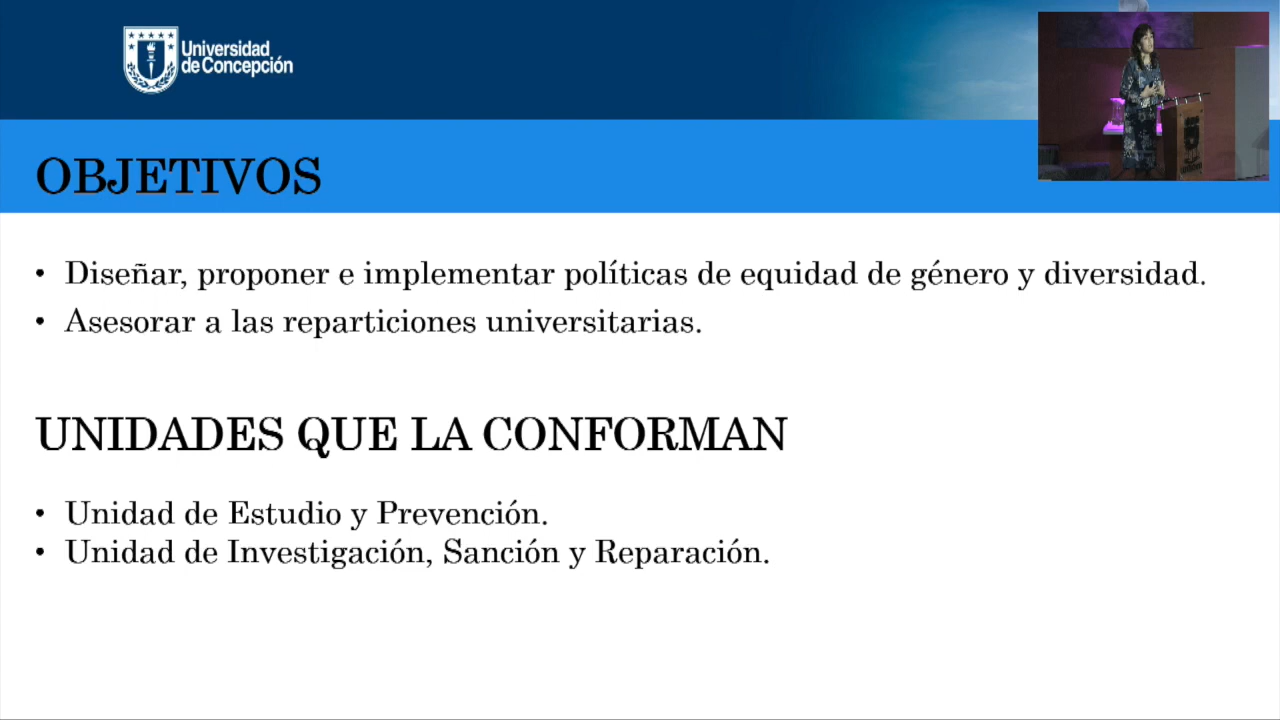 Universidad
de Concepción
OBJETIVOS
• Diseñar, proponer e implementar políticas de equidad de género y diversidad.
• Asesorar a las reparticiones universitarias.
UNIDADES QUE LA CONFORMAN
• Unidad de Estudio y Prevención.
• Unidad de Investigación, Sanción y Reparación.